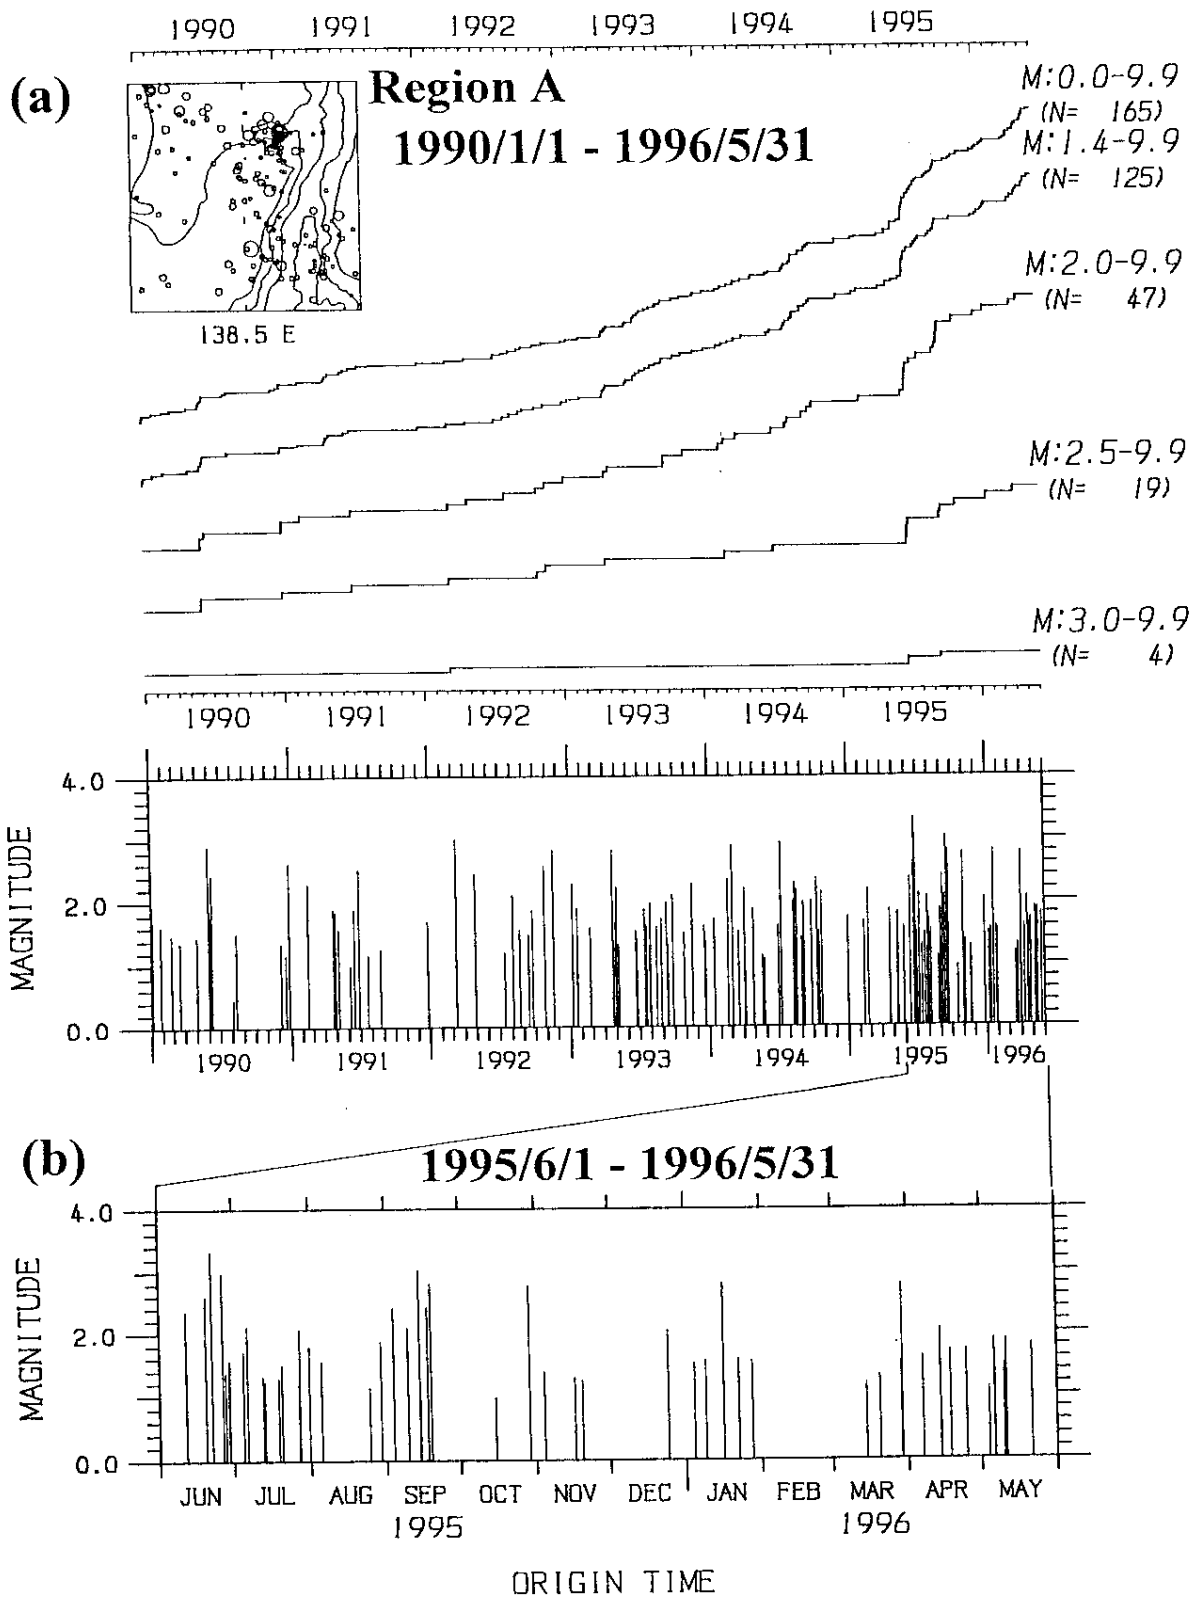 1990 1991 1992 1993 1994 1995
(a) Region A
1990/1/1 - 1996/5/31
138.5 E
M:0.0-9.9
(N= 165)
M:1.4-9.9
(N= 125)
M:2.0-9.9
(N= 47)
M:2.5-9.9
(N= 19)
M:3.0-9.9
(N= 4)
1990 1991 1992 1993 1994 1995
4.0
2.0
0.0
MAGNITUDE
1990 1991 1992 1993 1994 1995 1996
(b) 1995/6/1 - 1996/5/31
4.0
2.0
0.0
MAGNITUDE
JUN JUL AUG SEP OCT NOV DEC JAN FEB MAR APR MAY
1995 1996
ORIGIN TIME